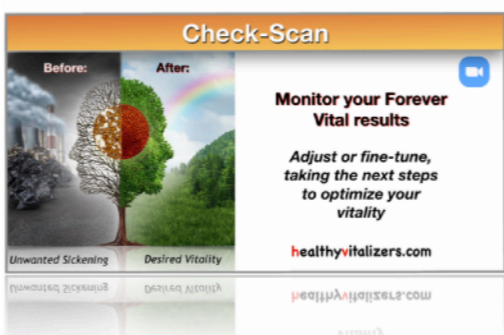 Check-Scan
Before:
After:
Unwanted Sickening
Desired Vitality
Monitor your Forever
Vital results
Adjust or fine-tune,
taking the next steps
to optimize your
vitality
healthyvitalizers.com